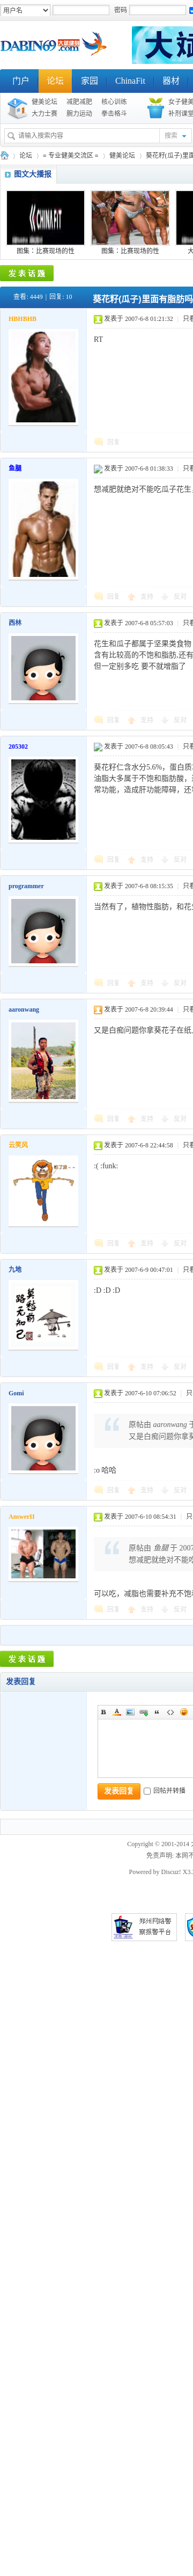 用户名
密码
DABIN69
门户 论坛 家园 ChinaFit 器材
健美论坛 减肥减肥 核心训练
大力士赛 腕力运动 拳击格斗
女子健美
补剂课堂
请输入搜索内容
搜索
论坛 » 专业健美交流区 « 健美论坛 葵花籽(瓜子)里面
图文大播报
图集：比赛现场的性
图集：比赛现场的性
发表话题
查看: 4449 | 回复: 10
葵花籽(瓜子)里面有脂肪吗
HBHBHB
发表于 2007-6-8 01:21:32 | 只看
RT
回复
鱼腿
发表于 2007-6-8 01:38:33 | 只看
想减肥就绝对不能吃瓜子花生
回复 支持 反对
西林
发表于 2007-6-8 05:57:03 | 只看
花生和瓜子都属于坚果类食物
含有比较高的不饱和脂肪,还有
但一定别多吃 要不就增脂了
回复 支持 反对
205302
发表于 2007-6-8 08:05:43 | 只看
葵花籽仁含水分5.6%，蛋白质
油脂大多属于不饱和脂肪酸，
常功能，造成肝功能障碍，还
回复 支持 反对
programmer
发表于 2007-6-8 08:15:35 | 只看
当然有了，植物性脂肪，和花
回复 支持 反对
aaronwang
发表于 2007-6-8 20:39:44 | 只看
又是白痴问题你拿葵花子在纸
回复 支持 反对
云笑风
发表于 2007-6-8 22:44:58 | 只看
:( :funk:
回复 支持 反对
九地
发表于 2007-6-9 00:47:01 | 只看
:D :D :D
回复 支持 反对
Gomi
发表于 2007-6-10 07:06:52 | 只
原帖由 aaronwang 于
又是白痴问题你拿葵
:o 哈哈
回复 支持 反对
AnswerII
发表于 2007-6-10 08:54:31 | 只
原帖由 鱼腿 于 2007
想减肥就绝对不能吃
可以吃，减脂也需要补充不饱
回复 支持 反对
发表话题
发表回复
B A
发表回复 回帖并转播
Copyright © 2001-2014
免责声明: 本网不
Powered by Discuz! X3.
郑州网络警
察报警平台